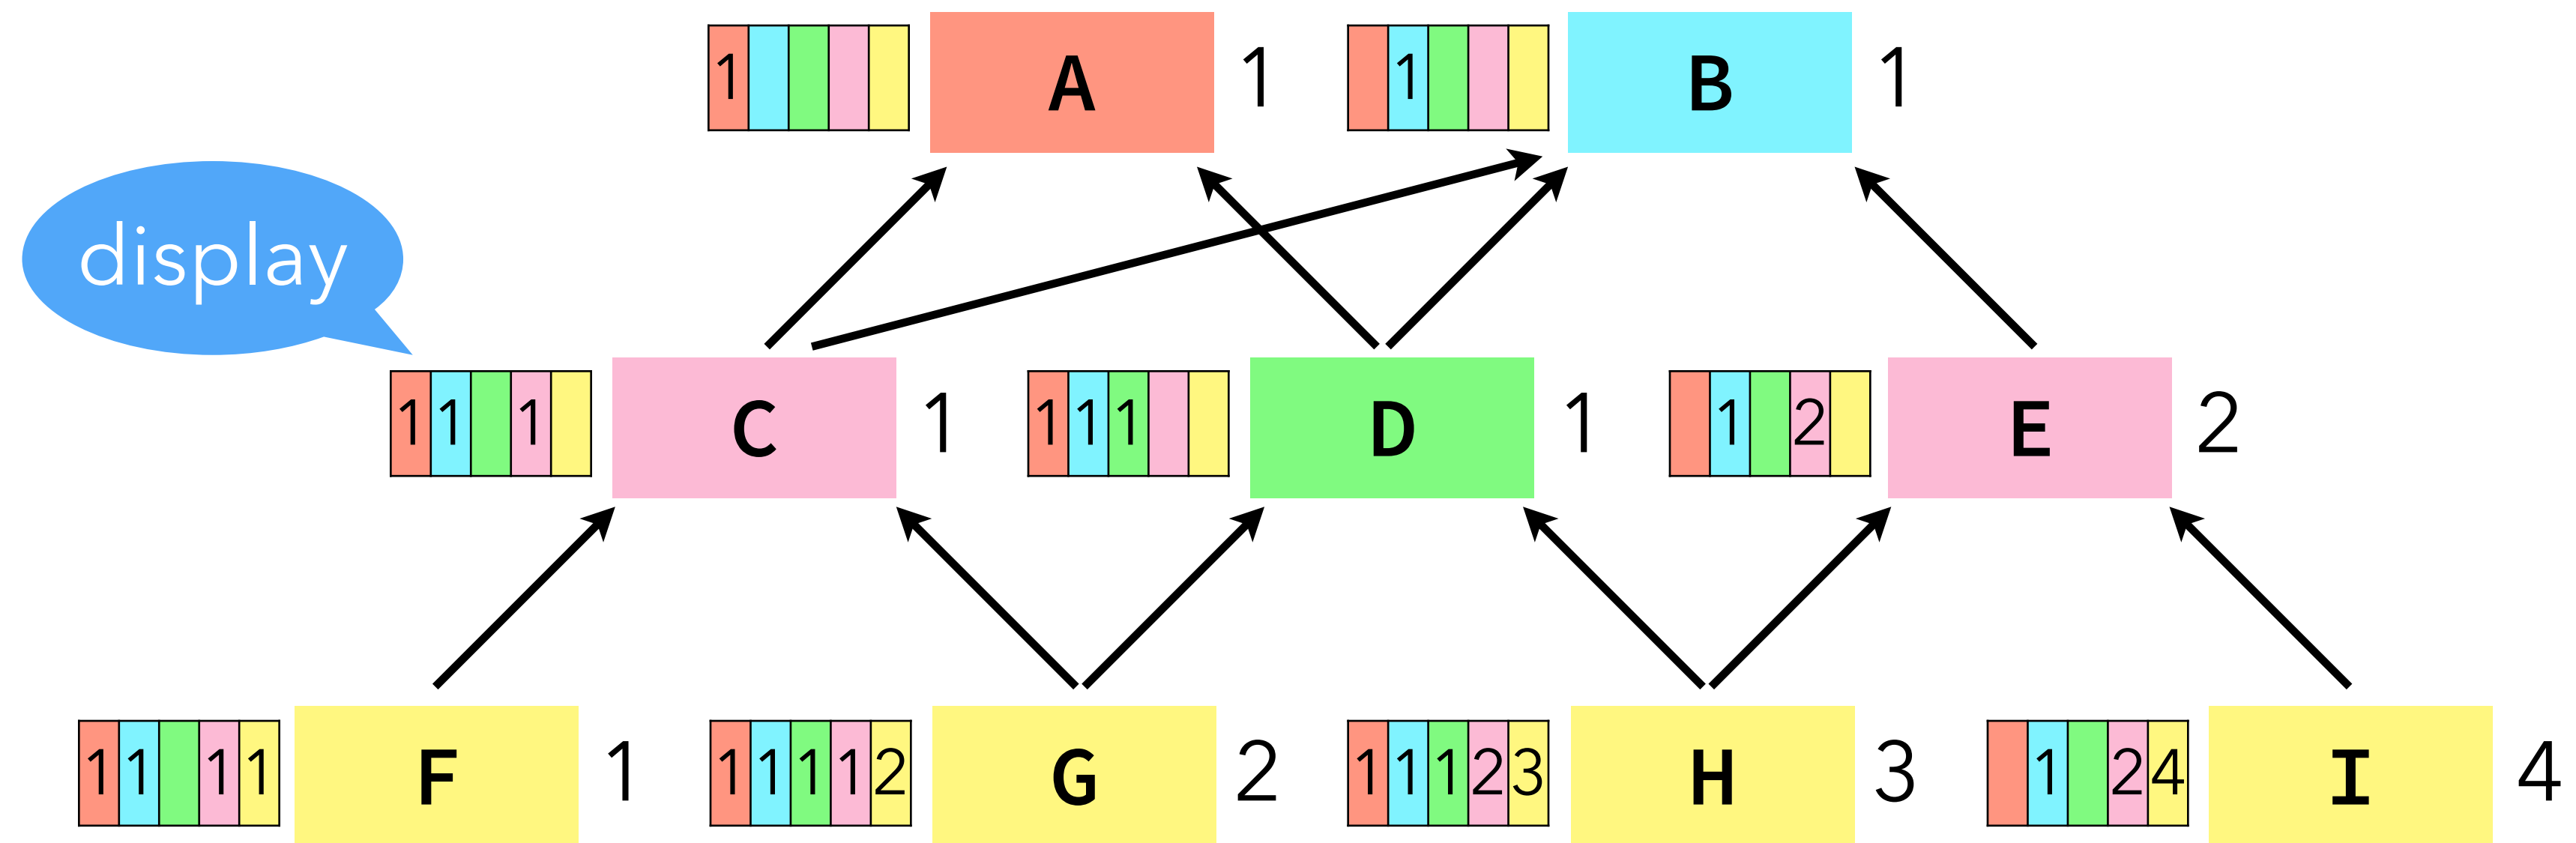 1 A 1
1 B 1
display
1 1 1 C 1
1 1 1 D 1
1 2 E 2
1 1 1 1 F 1
1 1 1 1 2 G 2
1 1 1 2 3 H 3
1 2 4 I 4